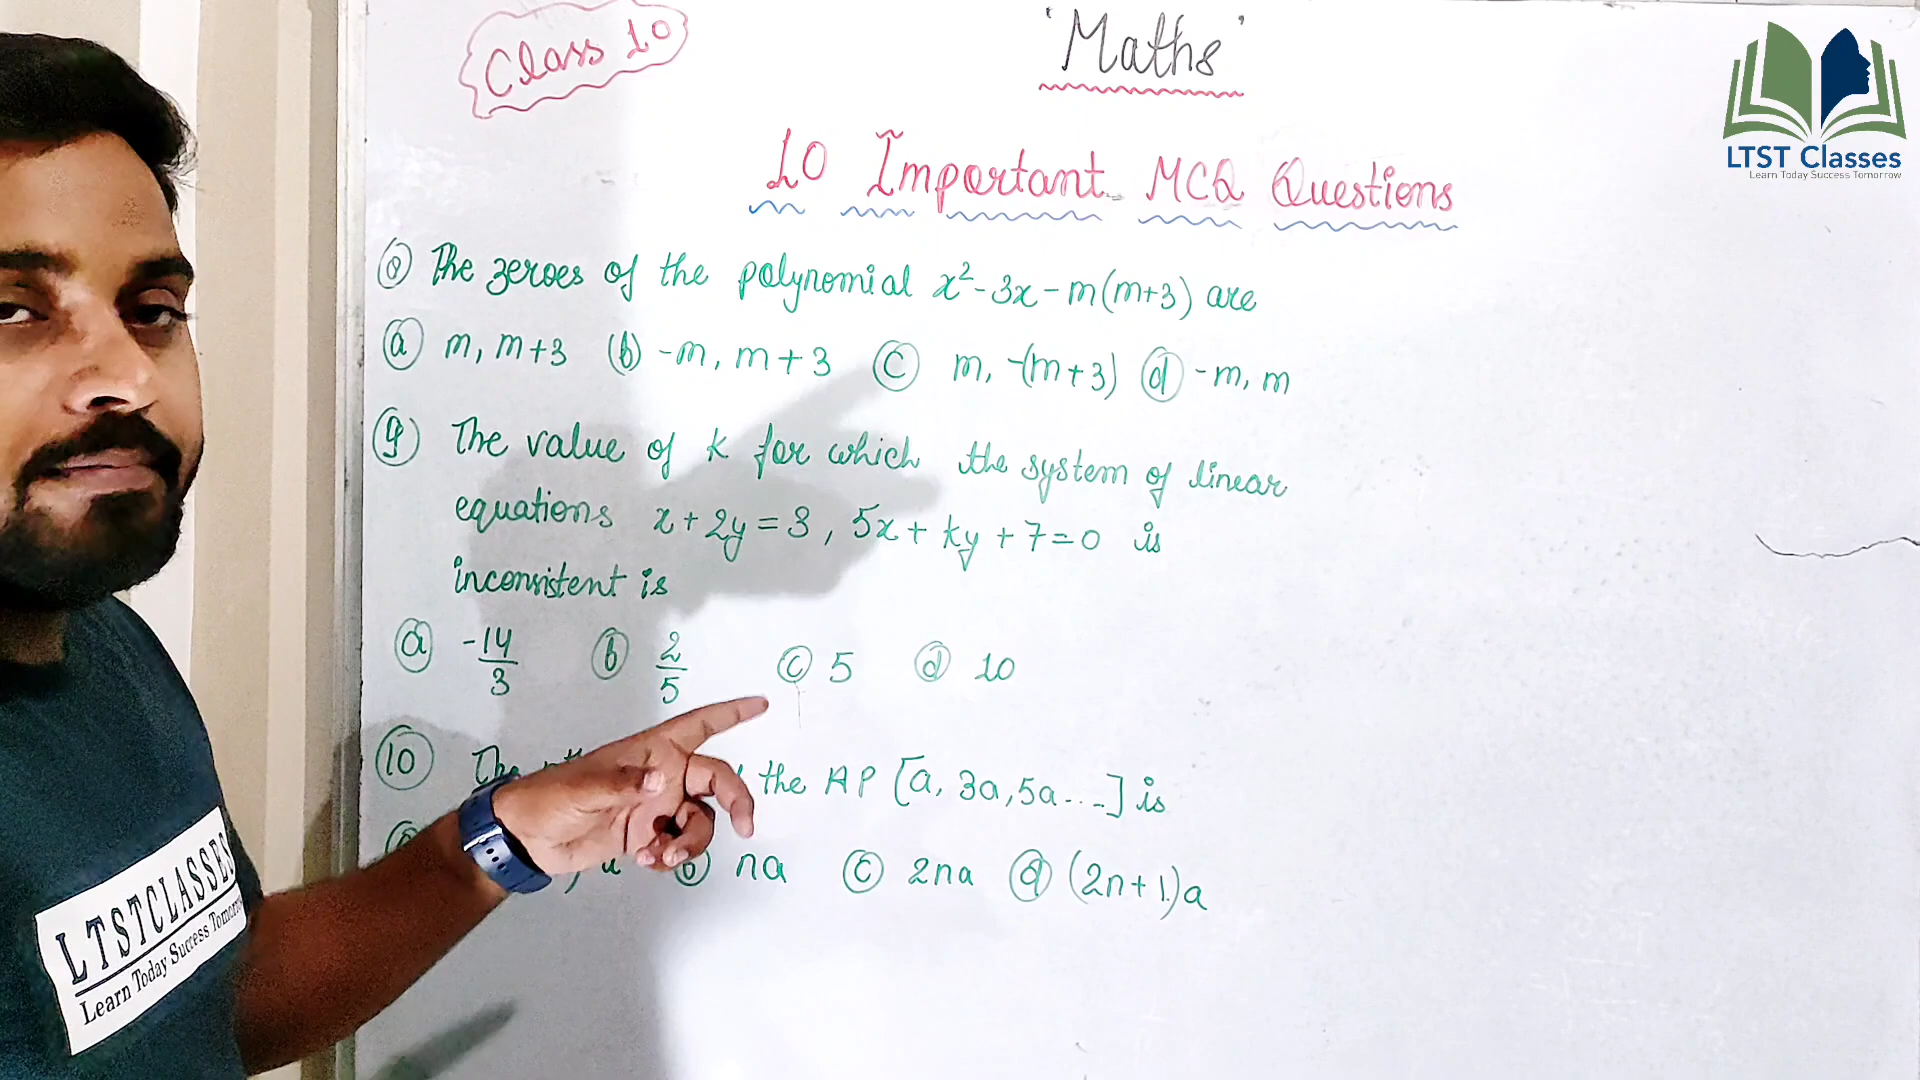 Class 10
'Maths'
LTST Classes
Learn Today Success Tomorrow
10 Important MCQ Questions
⑧ The zeroes of the polynomial x² - 3x - m(m+3) are
ⓐ m, m+3 (b) -m, m+3 ⓒ m, -(m+3) ⓓ -m, m
⑨ The value of k for which the system of linear
equations x + 2y = 3, 5x + ky + 7 = 0 is
inconsistent is
ⓐ -14/3 ⓑ 2/5 ⓒ 5 ⓓ 10
⑩ The the AP [a, 3a, 5a....] is
ⓑ na ⓒ 2na ⓓ (2n+1)a
LTSTCLASSES
Learn Today Success Tomorrow